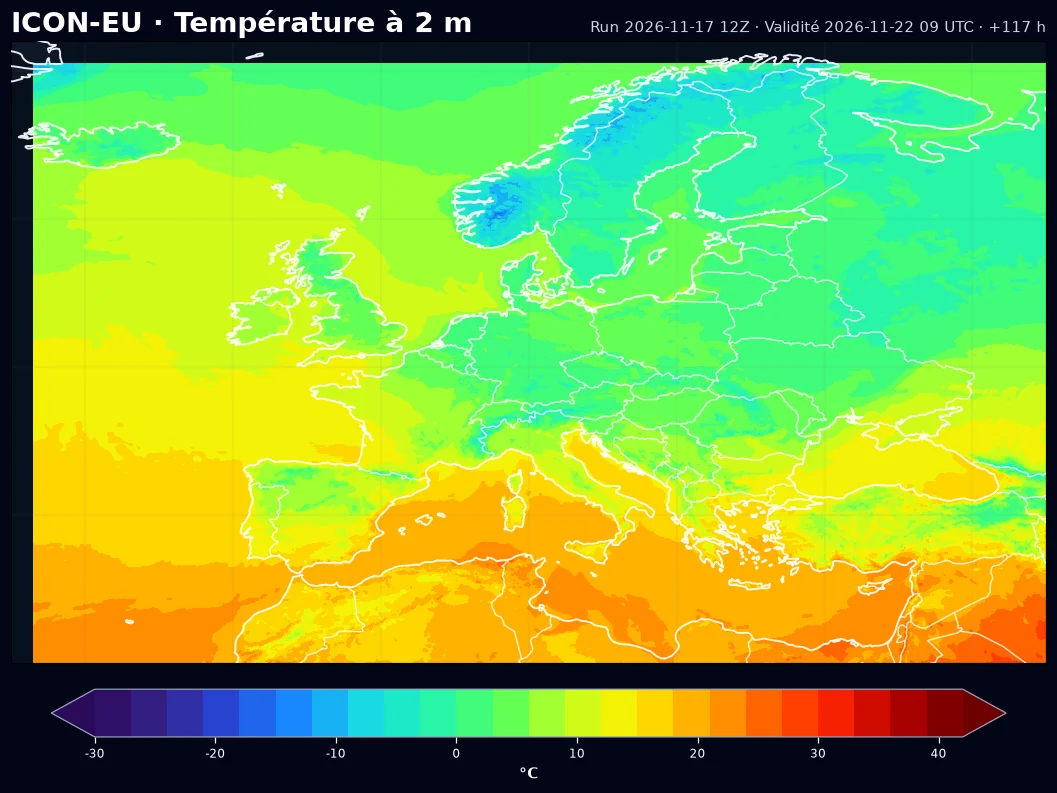 ICON-EU · Température à 2 m
Run 2026-11-17 12Z · Validité 2026-11-22 09 UTC · +117 h
-30 -20 -10 0 10 20 30 40
°C